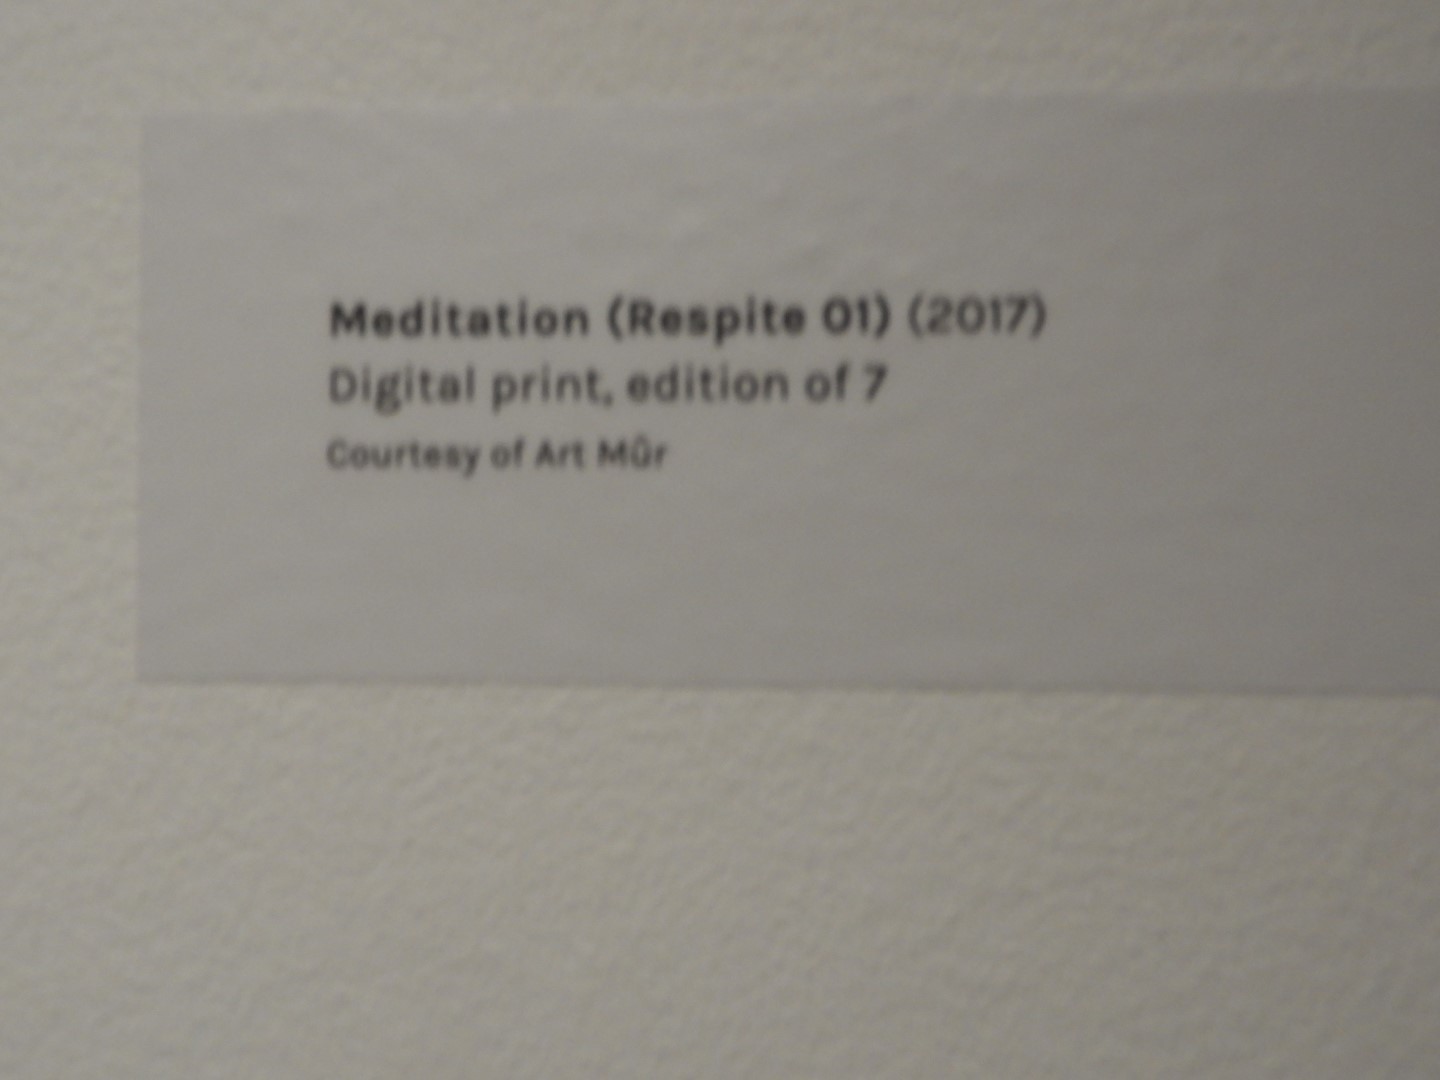 Meditation (Respite 01) (2017)
Digital print, edition of 7
Courtesy of Art Mûr